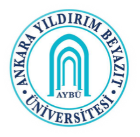 ANKARA YILDIRIM BEYAZIT
AYBÜ
ÜNİVERSİTESİ